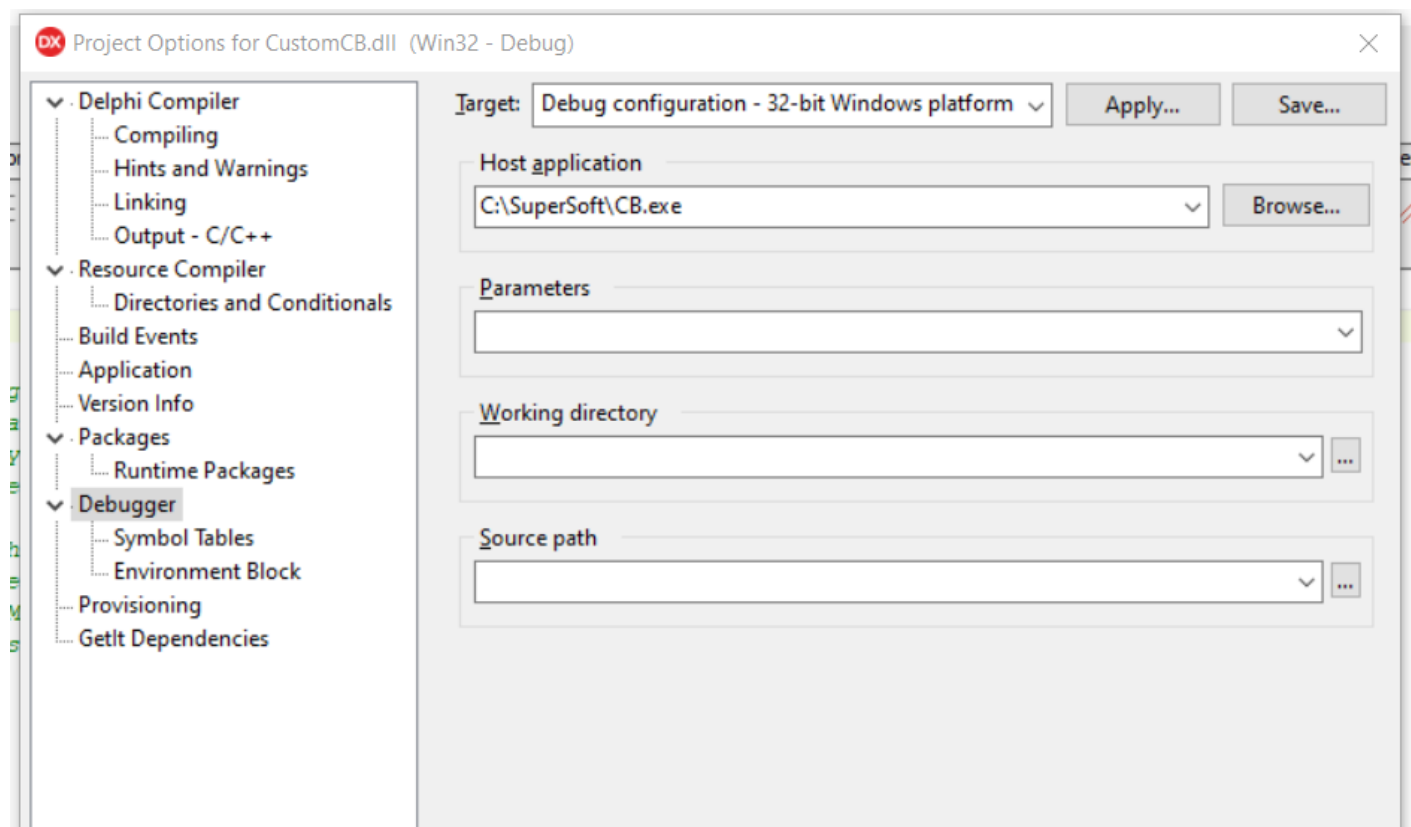 DX Project Options for CustomCB.dll (Win32 - Debug)
Delphi Compiler
Compiling
Hints and Warnings
Linking
Output - C/C++
Resource Compiler
Directories and Conditionals
Build Events
Application
Version Info
Packages
Runtime Packages
Debugger
Symbol Tables
Environment Block
Provisioning
GetIt Dependencies
Target: Debug configuration - 32-bit Windows platform Apply... Save...
Host application
C:\SuperSoft\CB.exe Browse...
Parameters
Working directory
...
Source path
...